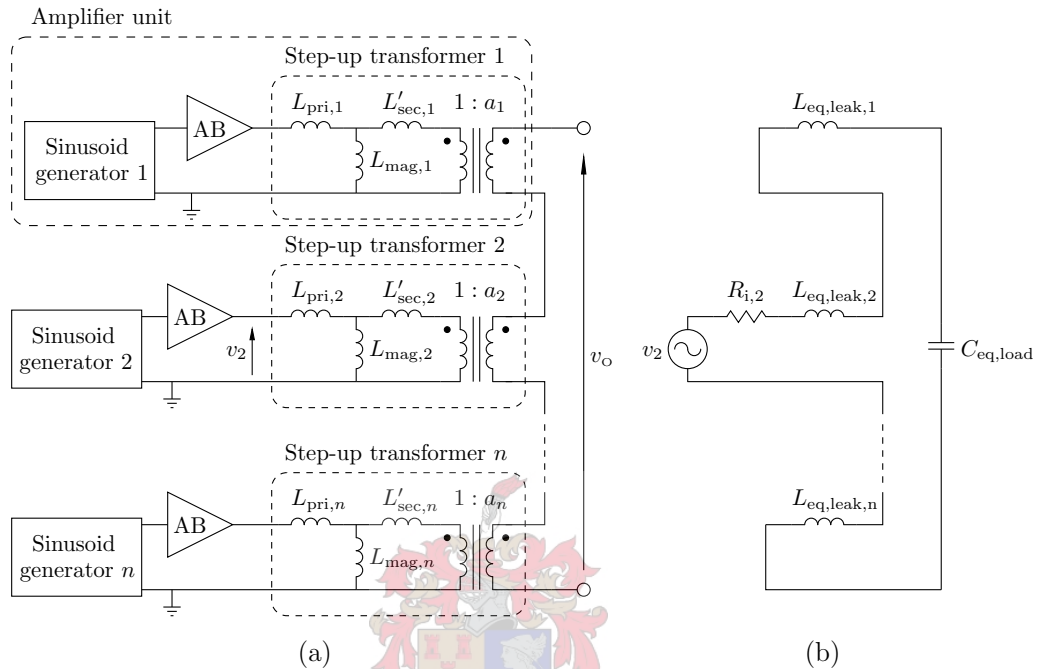 Amplifier unit
Step-up transformer 1
Sinusoid
generator 1
AB
L_pri,1
L′_sec,1
1 : a_1
L_mag,1
Step-up transformer 2
Sinusoid
generator 2
AB
v_2
L_pri,2
L′_sec,2
1 : a_2
L_mag,2
Step-up transformer n
Sinusoid
generator n
AB
L_pri,n
L′_sec,n
1 : a_n
L_mag,n
v_o
(a)
L_eq,leak,1
v_2
R_i,2
L_eq,leak,2
C_eq,load
L_eq,leak,n
(b)